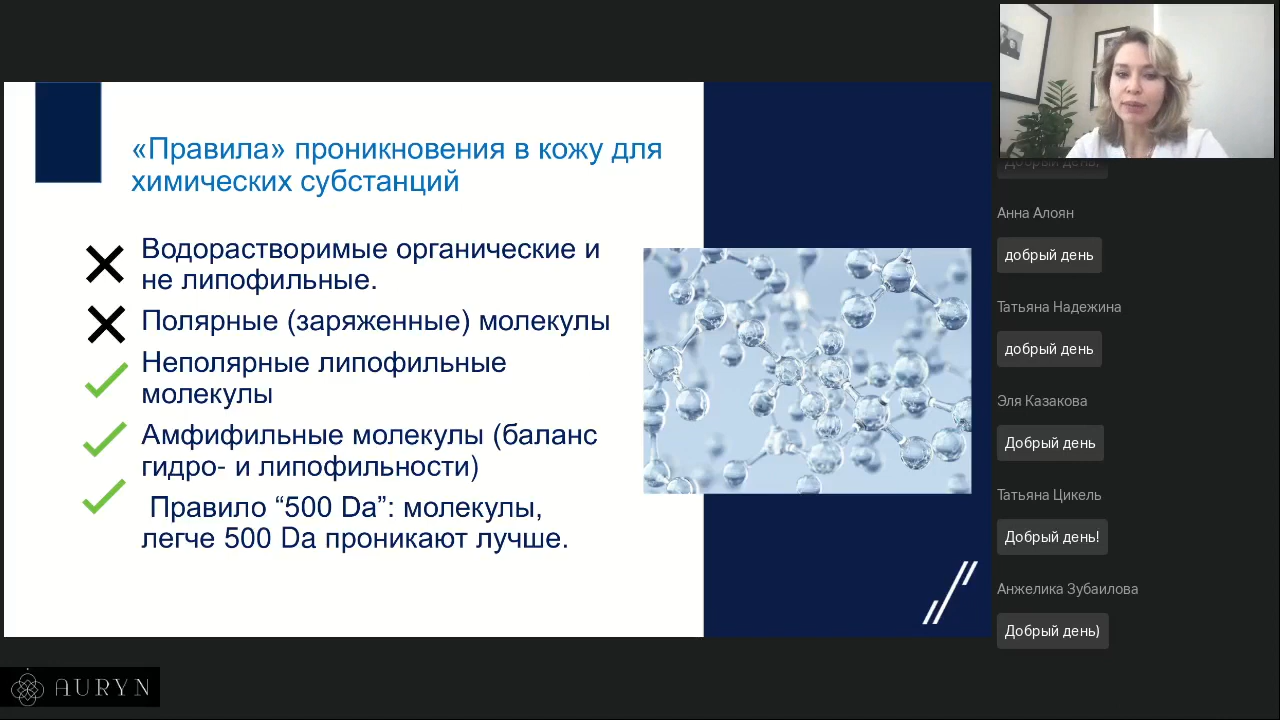 «Правила» проникновения в кожу для
химических субстанций
Водорастворимые органические и
не липофильные.
Полярные (заряженные) молекулы
Неполярные липофильные
молекулы
Амфифильные молекулы (баланс
гидро- и липофильности)
Правило “500 Da”: молекулы,
легче 500 Da проникают лучше.
AURYN
Добрый день!
Анна Алоян
добрый день
Татьяна Надежина
добрый день
Эля Казакова
Добрый день
Татьяна Цикель
Добрый день!
Анжелика Зубаилова
Добрый день)